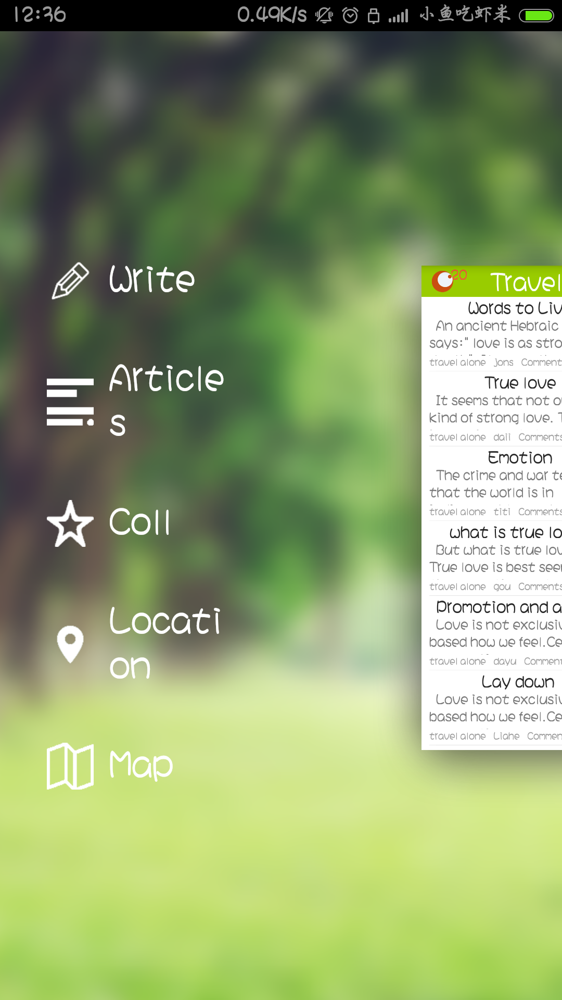 12:36 0.49K/s 小鱼吃虾米
Write
Article
s
Coll
Locati
on
Map
20 Travel
Words to Liv
An ancient Hebraic
says:" love is as stro
travel alone jons Comment
True love
It seems that not o
kind of strong love. T
travel alone daii Comments
Emotion
The crime and war te
that the world is in
travel alone titi Comments
what is true lo
But what is true lov
True love is best seen
travel alone gou Comments
Promotion and a
Love is not exclusiv
based how we feel.Ce
travel alone dayu Comment
Lay down
Love is not exclusiv
based how we feel.Ce
travel alone Liahe Commen